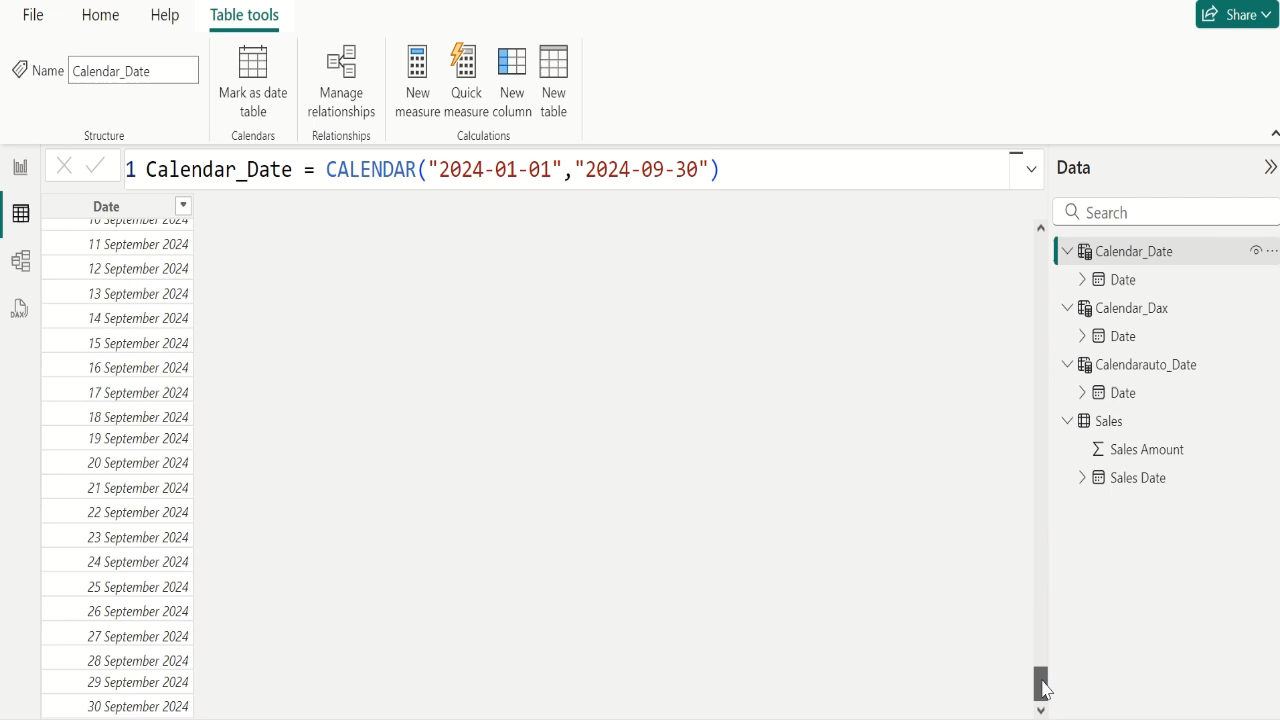 File Home Help Table tools Share
Name Calendar_Date
Mark as date table
Manage relationships
New measure
Quick measure
New column
New table
Structure Calendars Relationships Calculations
1 Calendar_Date = CALENDAR("2024-01-01","2024-09-30")
Date
10 September 2024
11 September 2024
12 September 2024
13 September 2024
14 September 2024
15 September 2024
16 September 2024
17 September 2024
18 September 2024
19 September 2024
20 September 2024
21 September 2024
22 September 2024
23 September 2024
24 September 2024
25 September 2024
26 September 2024
27 September 2024
28 September 2024
29 September 2024
30 September 2024
DAX
Data
Search
Calendar_Date
Date
Calendar_Dax
Date
Calendarauto_Date
Date
Sales
Sales Amount
Sales Date